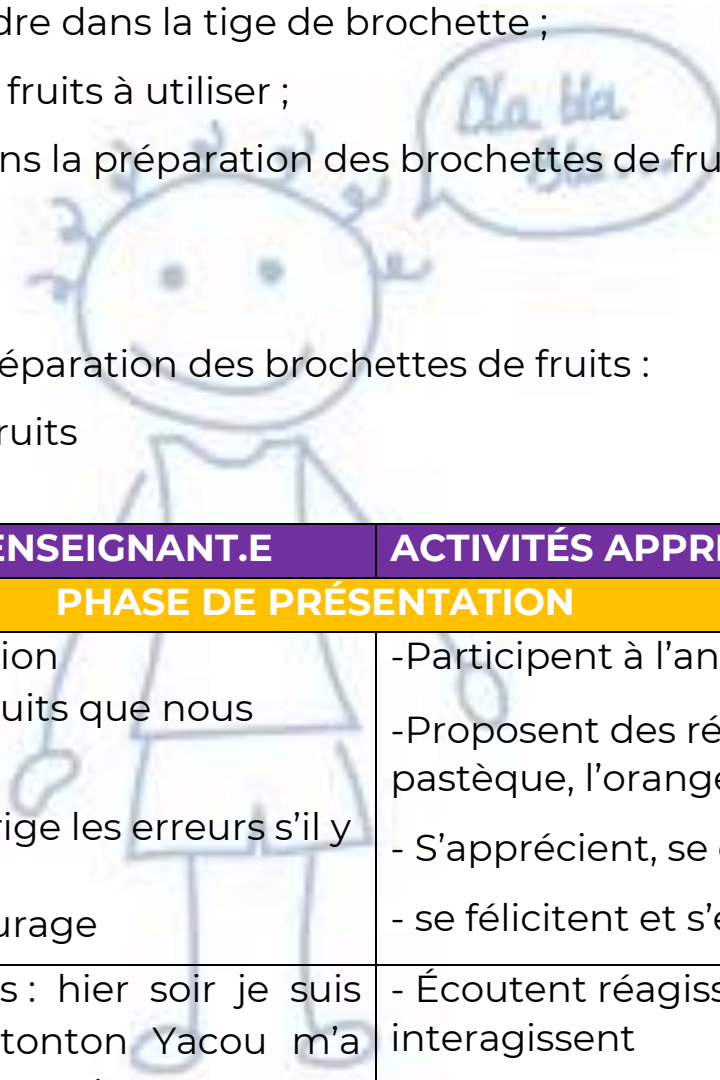 dre dans la tige de brochette ;
Bla bla
fruits à utiliser ;
ns la préparation des brochettes de fru
Bla
éparation des brochettes de fruits :
ruits
ENSEIGNANT.E
ACTIVITÉS APPR
PHASE DE PRÉSENTATION
ion
uits que nous
rige les erreurs s’il y
urage
-Participent à l’an
-Proposent des ré
pastèque, l’orange
- S’apprécient, se
- se félicitent et s’e
s : hier soir je suis
tonton Yacou m’a
- Écoutent réagiss
interagissent